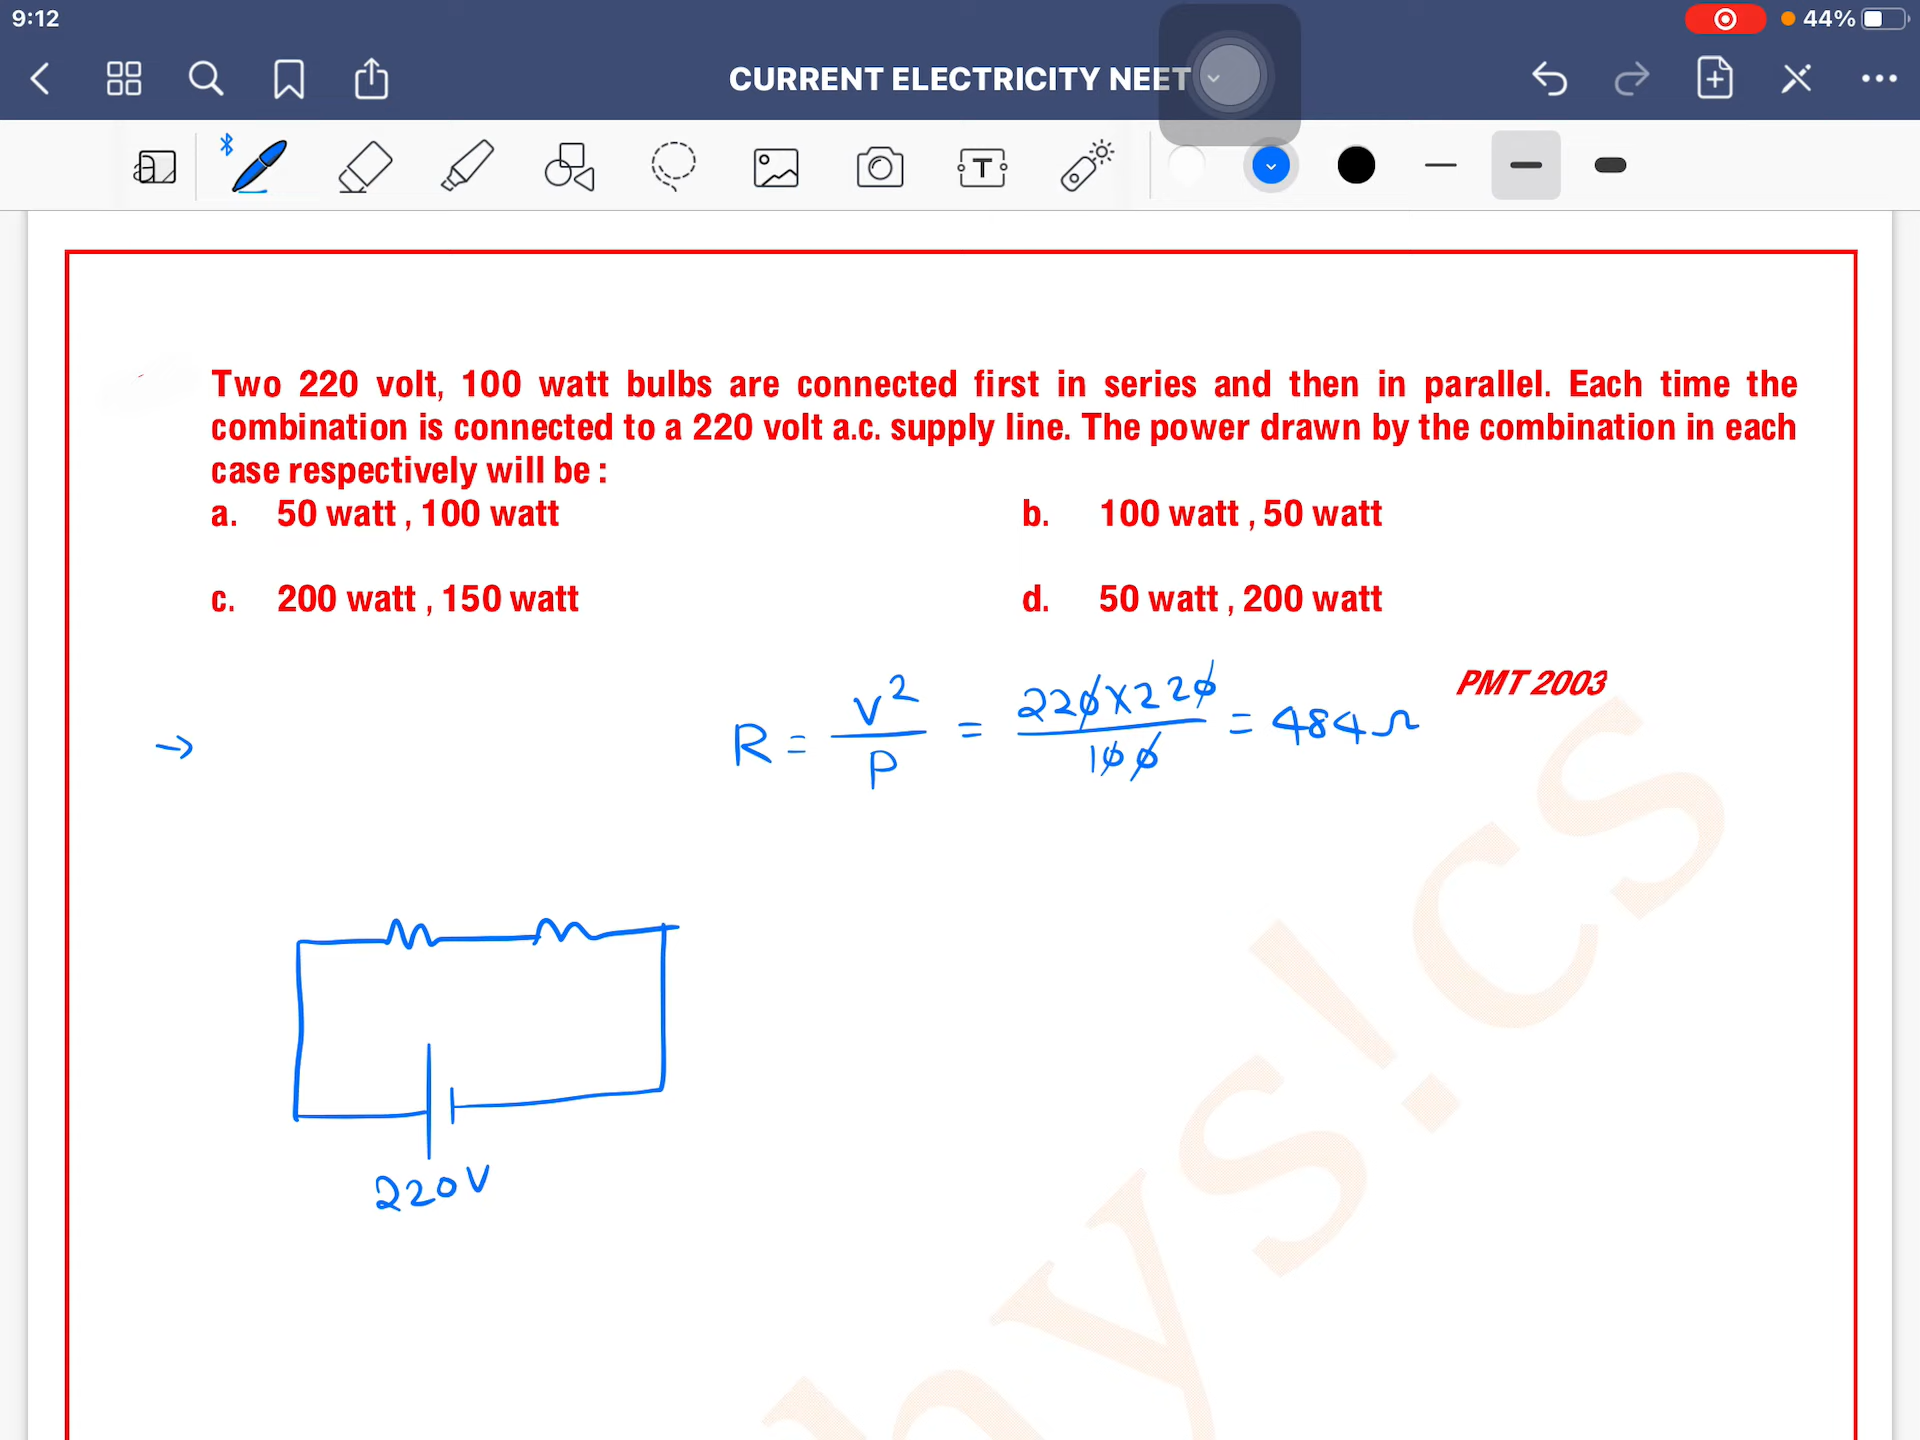 9:12
44%
CURRENT ELECTRICITY NEET
Two 220 volt, 100 watt bulbs are connected first in series and then in parallel. Each time the
combination is connected to a 220 volt a.c. supply line. The power drawn by the combination in each
case respectively will be :
a. 50 watt , 100 watt
b. 100 watt , 50 watt
c. 200 watt , 150 watt
d. 50 watt , 200 watt
PMT 2003
→ R = V²/P = 220×220/100 = 484 Ω
220V
hys!cs